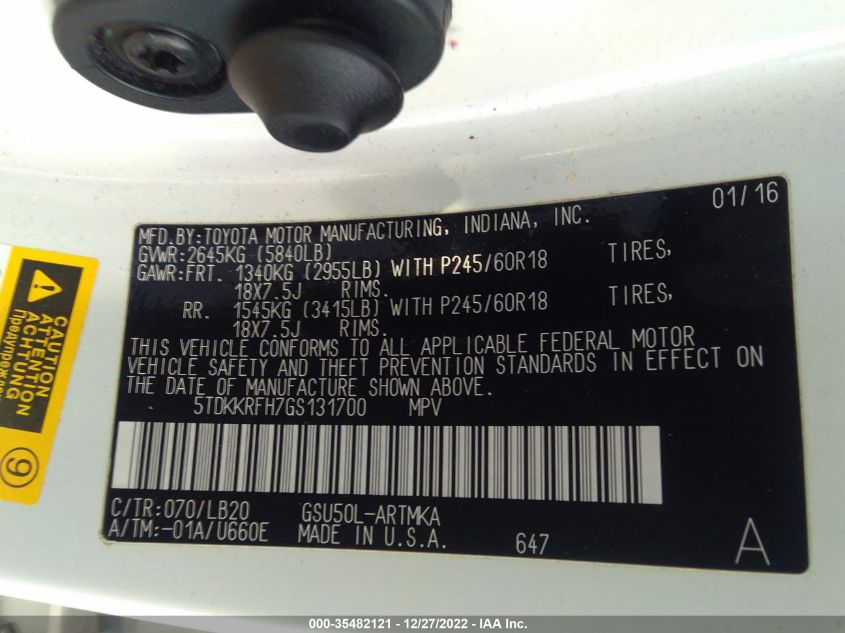 01/16
MFD.BY:TOYOTA MOTOR MANUFACTURING, INDIANA, INC.
GVWR:2645KG (5840LB)
GAWR:FRT. 1340KG (2955LB) WITH P245/60R18 TIRES,
18X7.5J RIMS.
RR. 1545KG (3415LB) WITH P245/60R18 TIRES,
18X7.5J RIMS.
THIS VEHICLE CONFORMS TO ALL APPLICABLE FEDERAL MOTOR
VEHICLE SAFETY AND THEFT PREVENTION STANDARDS IN EFFECT ON
THE DATE OF MANUFACTURE SHOWN ABOVE.
5TDKKRFH7GS131700 MPV
C/TR:070/LB20 GSU50L-ARTMKA
A/TM:-01A/U660E MADE IN U.S.A. 647 A
CAUTION
ATTENTION
ACHTUNG
9
000-35482121 - 12/27/2022 - IAA Inc.